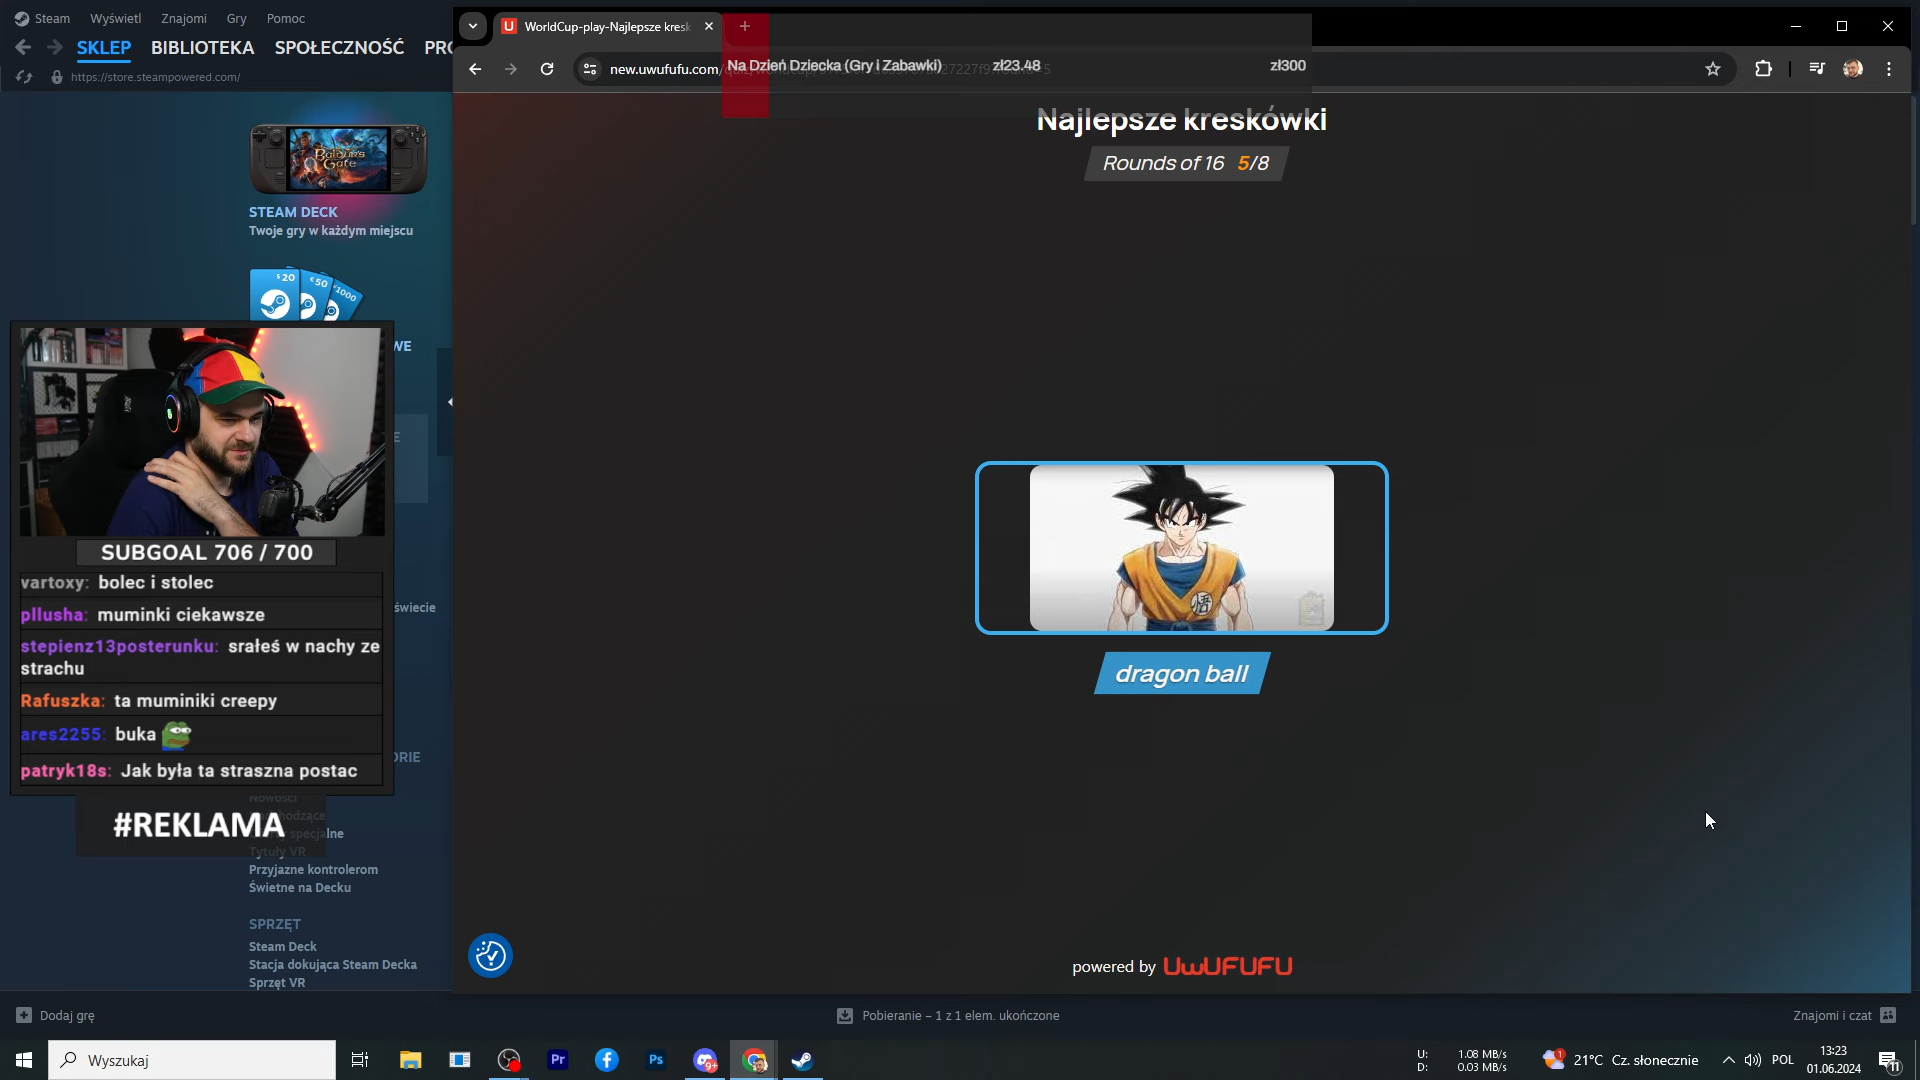 Steam Wyświetl Znajomi Gry Pomoc
SKLEP BIBLIOTEKA SPOŁECZNOŚĆ
https://store.steampowered.com/
WorldCup-play-Najlepsze kresk
new.uwufufu.com/
Na Dzień Dziecka (Gry i Zabawki) zł23.48 zł300
Najlepsze kreskówki
Rounds of 16 5/8
STEAM DECK
Twoje gry w każdym miejscu
dragon ball
SUBGOAL 706 / 700
vartoxy: bolec i stolec
pllusha: muminki ciekawsze
stepienz13posterunku: srałeś w nachy ze
strachu
Rafuszka: ta muminiki creepy
ares2255: buka
patryk18s: Jak była ta straszna postac
#REKLAMA
Nowości
Tytuły VR
Przyjazne kontrolerom
Świetne na Decku
SPRZĘT
Steam Deck
Stacja dokująca Steam Decka
Sprzęt VR
powered by UwUFUFU
Dodaj grę
Pobieranie – 1 z 1 elem. ukończone
Znajomi i czat
Wyszukaj
U: 1.08 MB/s
D: 0.03 MB/s
21°C Cz. słonecznie
POL
13:23
01.06.2024